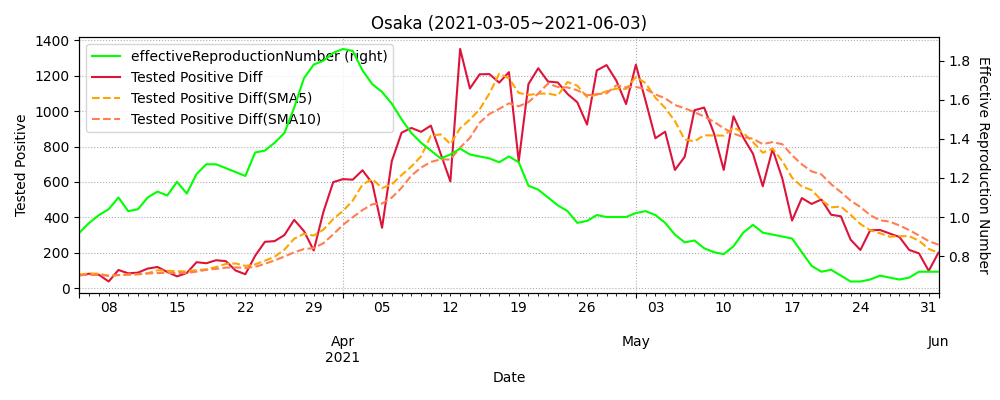 Osaka (2021-03-05~2021-06-03)
effectiveReproductionNumber (right)
Tested Positive Diff
Tested Positive Diff(SMA5)
Tested Positive Diff(SMA10)
Tested Positive
1400
1200
1000
800
600
400
200
0
Effective Reproduction Number
1.8
1.6
1.4
1.2
1.0
0.8
08 15 22 29 05 12 19 26 03 10 17 24 31
Apr May Jun
2021
Date